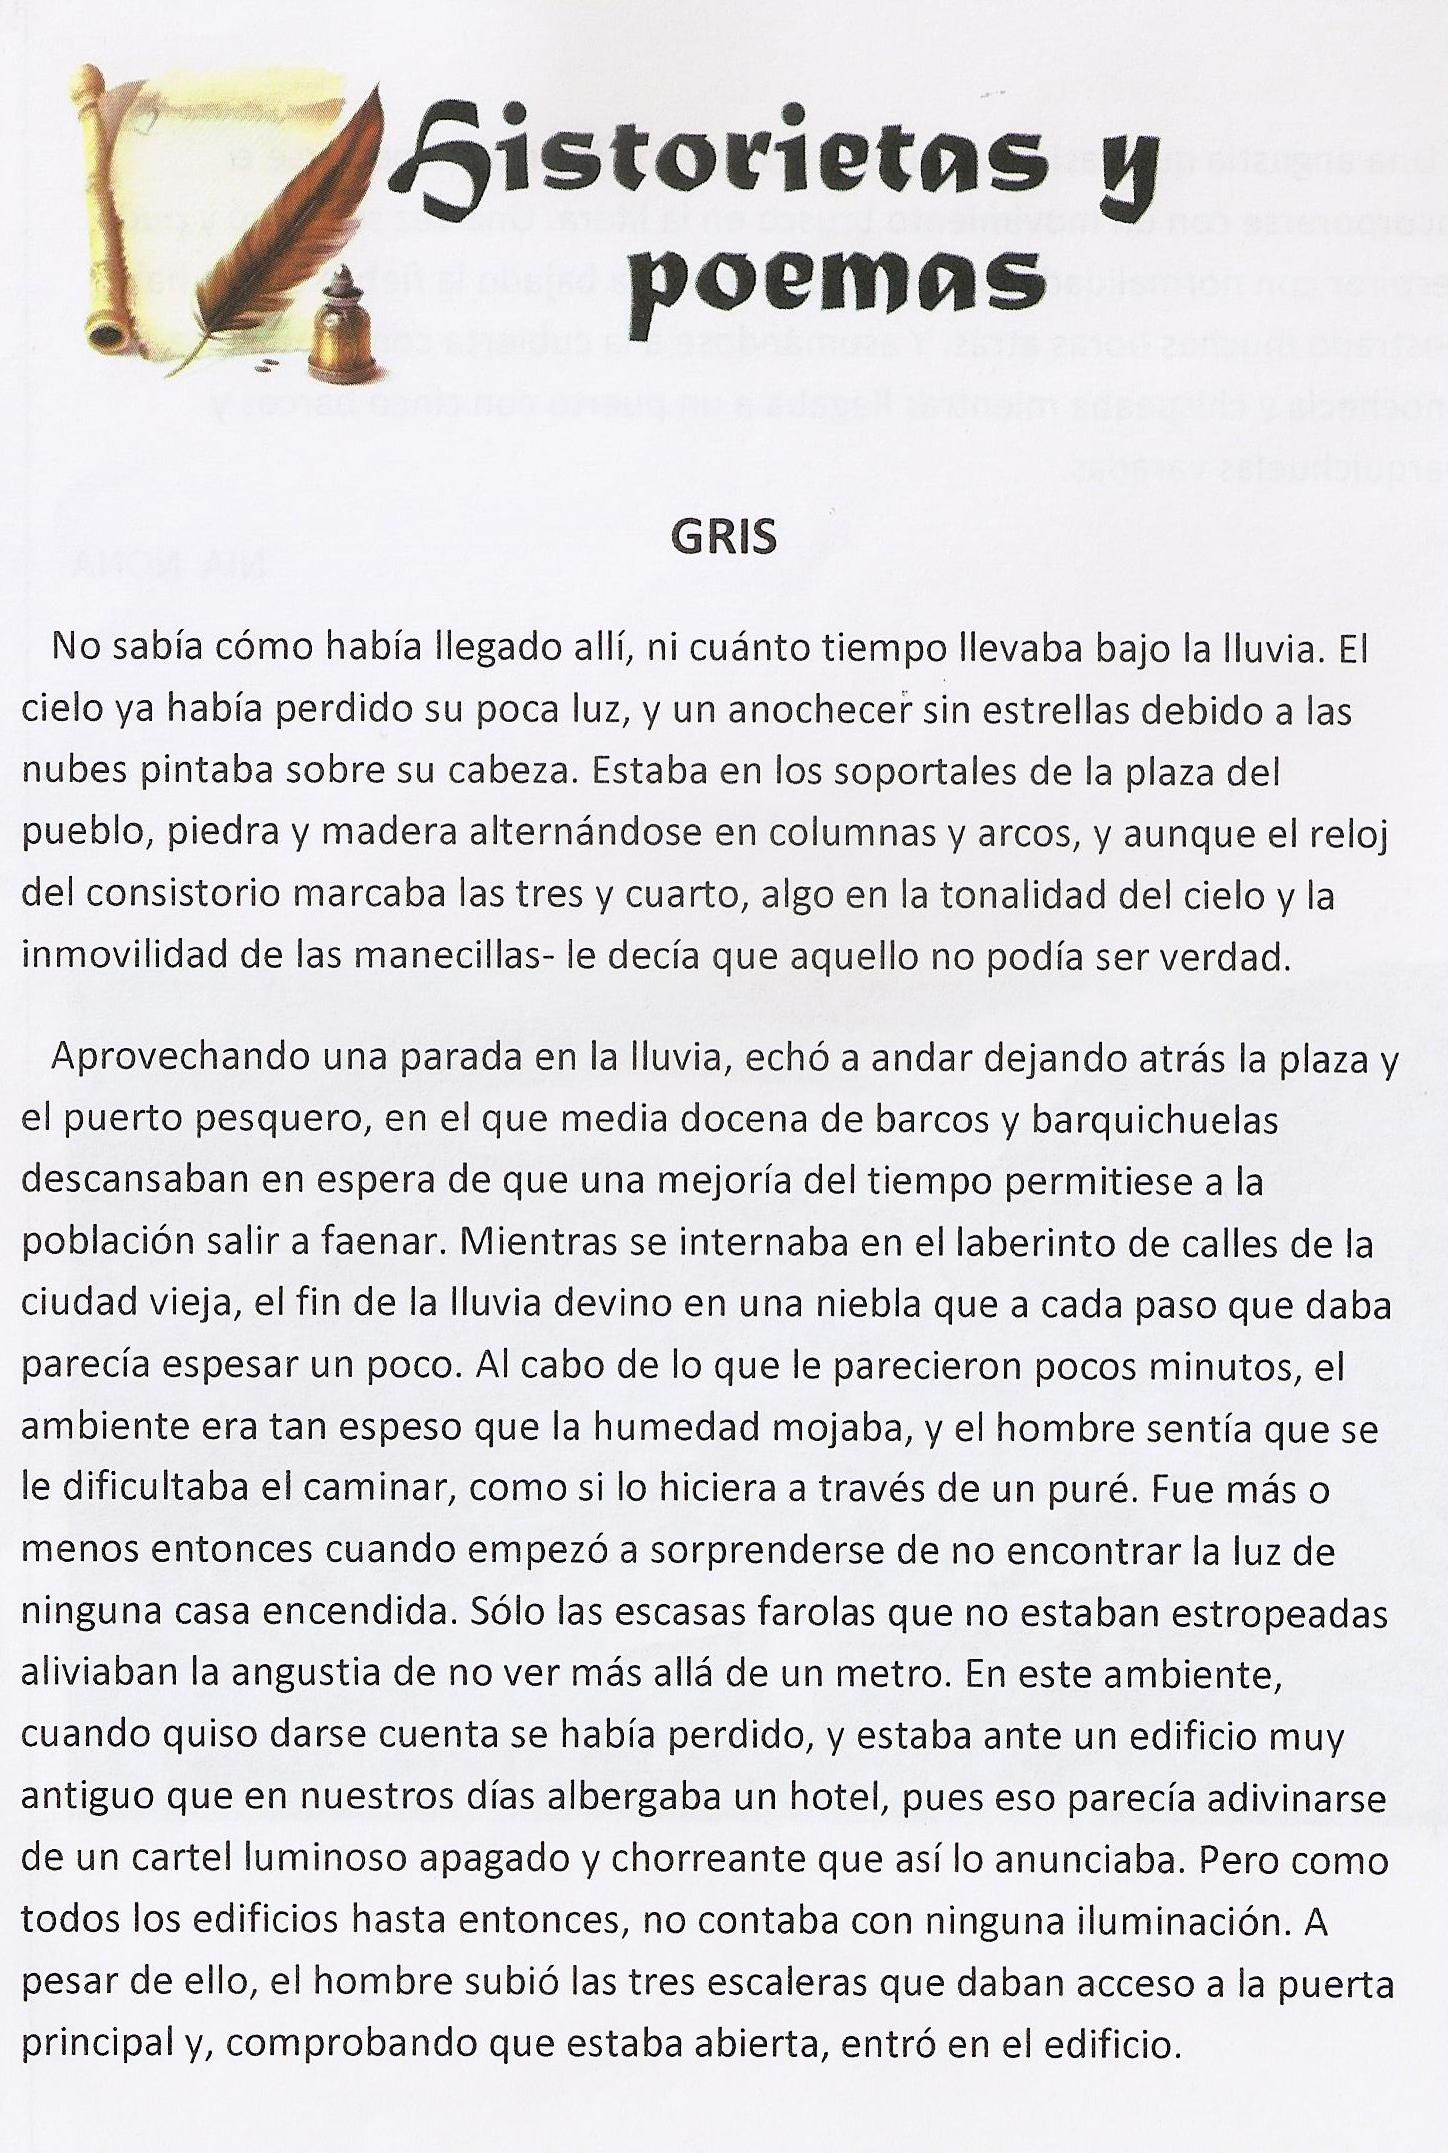 Historietas y
poemas
GRIS
No sabía cómo había llegado allí, ni cuánto tiempo llevaba bajo la lluvia. El
cielo ya había perdido su poca luz, y un anochecer sin estrellas debido a las
nubes pintaba sobre su cabeza. Estaba en los soportales de la plaza del
pueblo, piedra y madera alternándose en columnas y arcos, y aunque el reloj
del consistorio marcaba las tres y cuarto, algo en la tonalidad del cielo y la
inmovilidad de las manecillas- le decía que aquello no podía ser verdad.
Aprovechando una parada en la lluvia, echó a andar dejando atrás la plaza y
el puerto pesquero, en el que media docena de barcos y barquichuelas
descansaban en espera de que una mejoría del tiempo permitiese a la
población salir a faenar. Mientras se internaba en el laberinto de calles de la
ciudad vieja, el fin de la lluvia devino en una niebla que a cada paso que daba
parecía espesar un poco. Al cabo de lo que le parecieron pocos minutos, el
ambiente era tan espeso que la humedad mojaba, y el hombre sentía que se
le dificultaba el caminar, como si lo hiciera a través de un puré. Fue más o
menos entonces cuando empezó a sorprenderse de no encontrar la luz de
ninguna casa encendida. Sólo las escasas farolas que no estaban estropeadas
aliviaban la angustia de no ver más allá de un metro. En este ambiente,
cuando quiso darse cuenta se había perdido, y estaba ante un edificio muy
antiguo que en nuestros días albergaba un hotel, pues eso parecía adivinarse
de un cartel luminoso apagado y chorreante que así lo anunciaba. Pero como
todos los edificios hasta entonces, no contaba con ninguna iluminación. A
pesar de ello, el hombre subió las tres escaleras que daban acceso a la puerta
principal y, comprobando que estaba abierta, entró en el edificio.